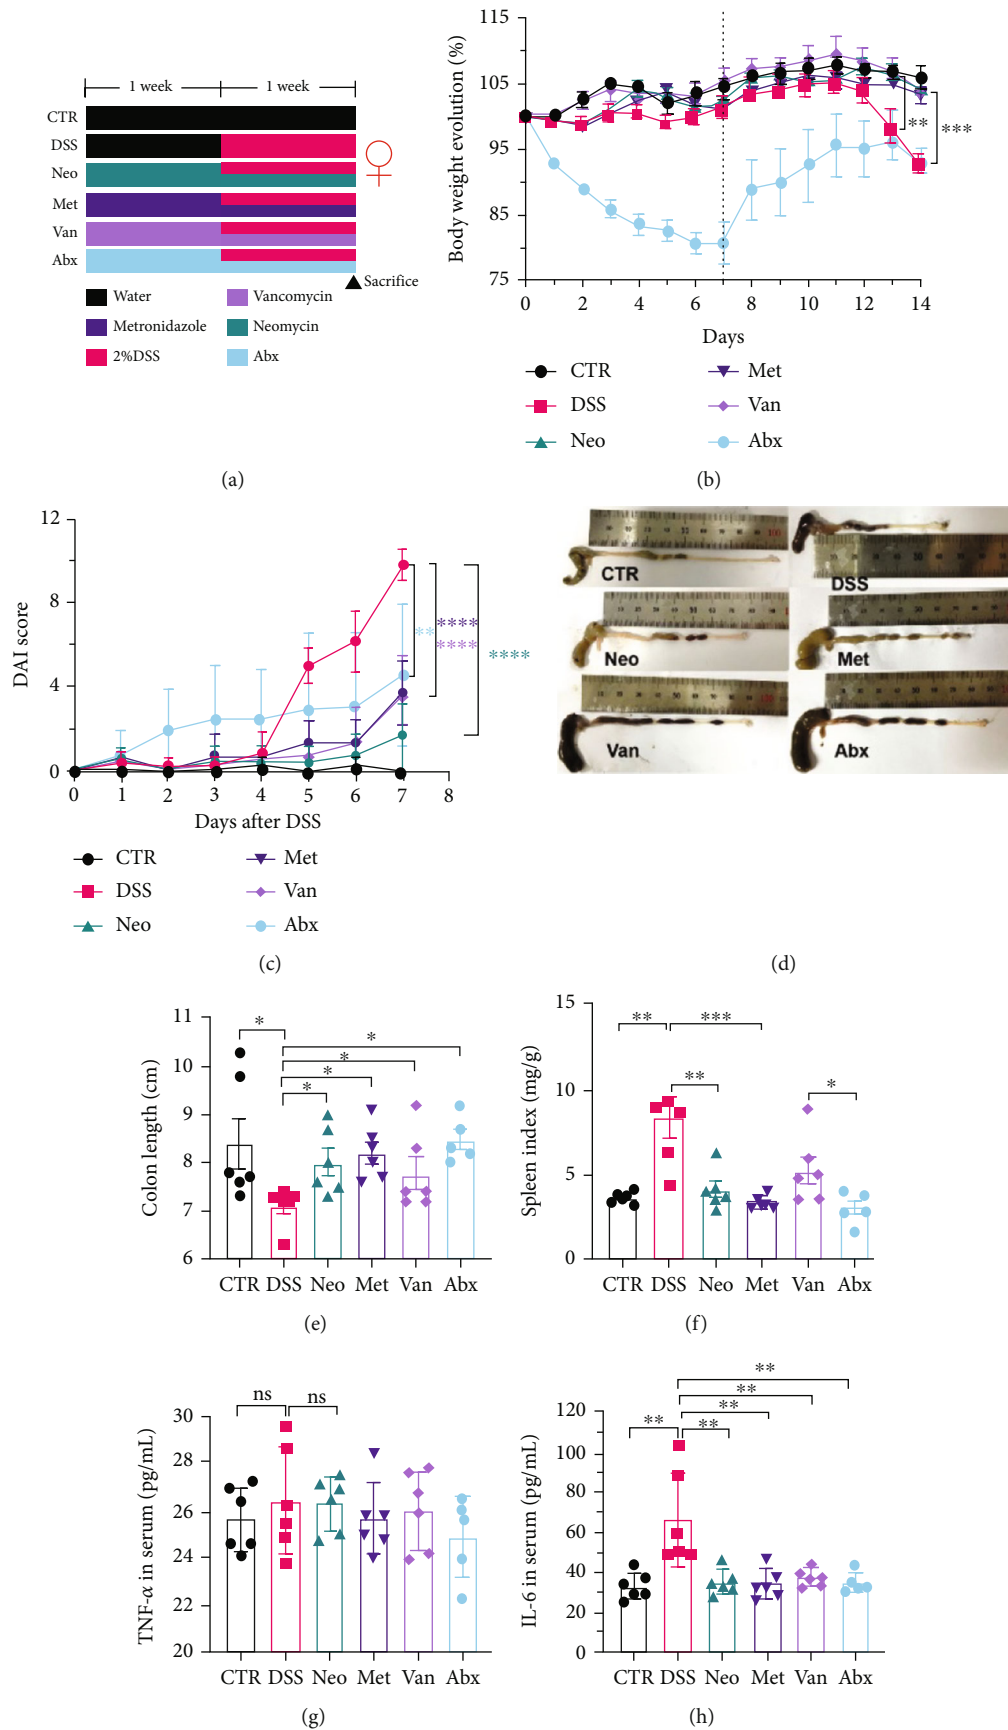 1 week 1 week
CTR
DSS
Neo
Met
Van
Abx
Sacrifice
Water Vancomycin
Metronidazole Neomycin
2%DSS Abx
(a)
Body weight evolution (%)
115
105
95
85
75
** ***
0 1 2 3 4 5 6 7 8 9 10 11 12 13 14
Days
CTR Met
DSS Van
Neo Abx
(b)
DAI score
12
8
4
0
** **** **** ****
0 1 2 3 4 5 6 7 8
Days after DSS
CTR Met
DSS Van
Neo Abx
(c)
CTR DSS
Neo Met
Van Abx
(d)
Colon length (cm)
11
10
9
8
7
6
* * * * *
CTR DSS Neo Met Van Abx
(e)
Spleen index (mg/g)
15
10
5
0
** *** ** *
CTR DSS Neo Met Van Abx
(f)
TNF-α in serum (pg/mL)
30
28
26
24
22
20
ns ns
CTR DSS Neo Met Van Abx
(g)
IL-6 in serum (pg/mL)
120
100
80
60
40
20
0
** ** ** ** **
CTR DSS Neo Met Van Abx
(h)